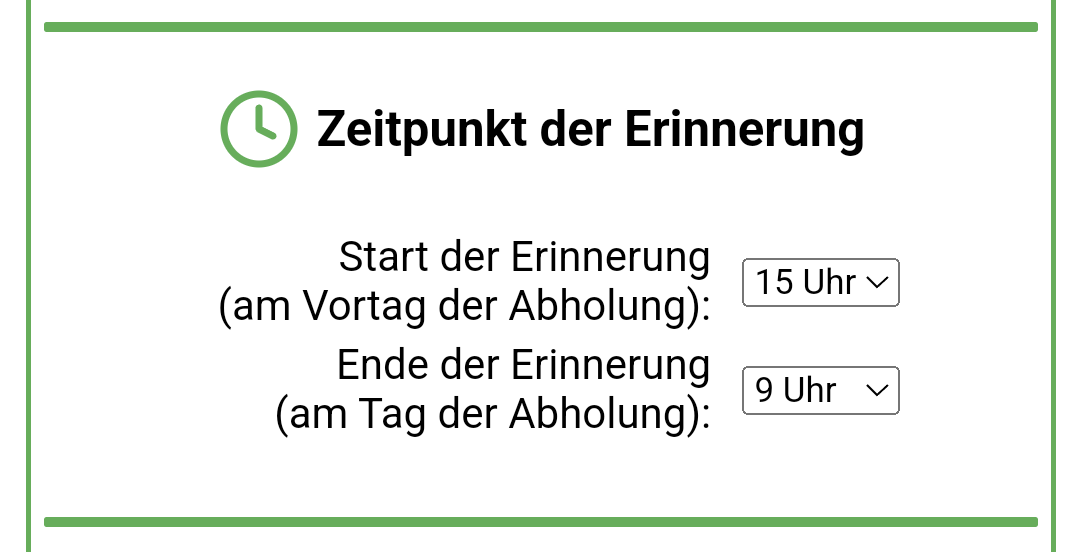 Zeitpunkt der Erinnerung
Start der Erinnerung
(am Vortag der Abholung):
15 Uhr
Ende der Erinnerung
(am Tag der Abholung):
9 Uhr